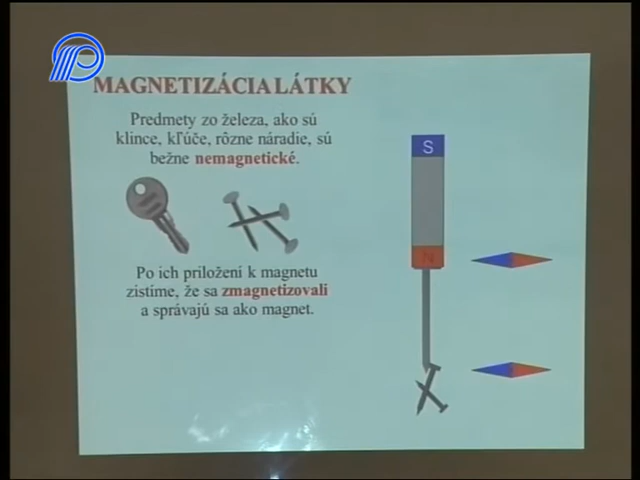 MAGNETIZÁCIA LÁTKY
Predmety zo železa, ako sú
klince, kľúče, rôzne náradie, sú
bežne nemagnetické.
Po ich priložení k magnetu
zistíme, že sa zmagnetizovali
a správajú sa ako magnet.
S
N